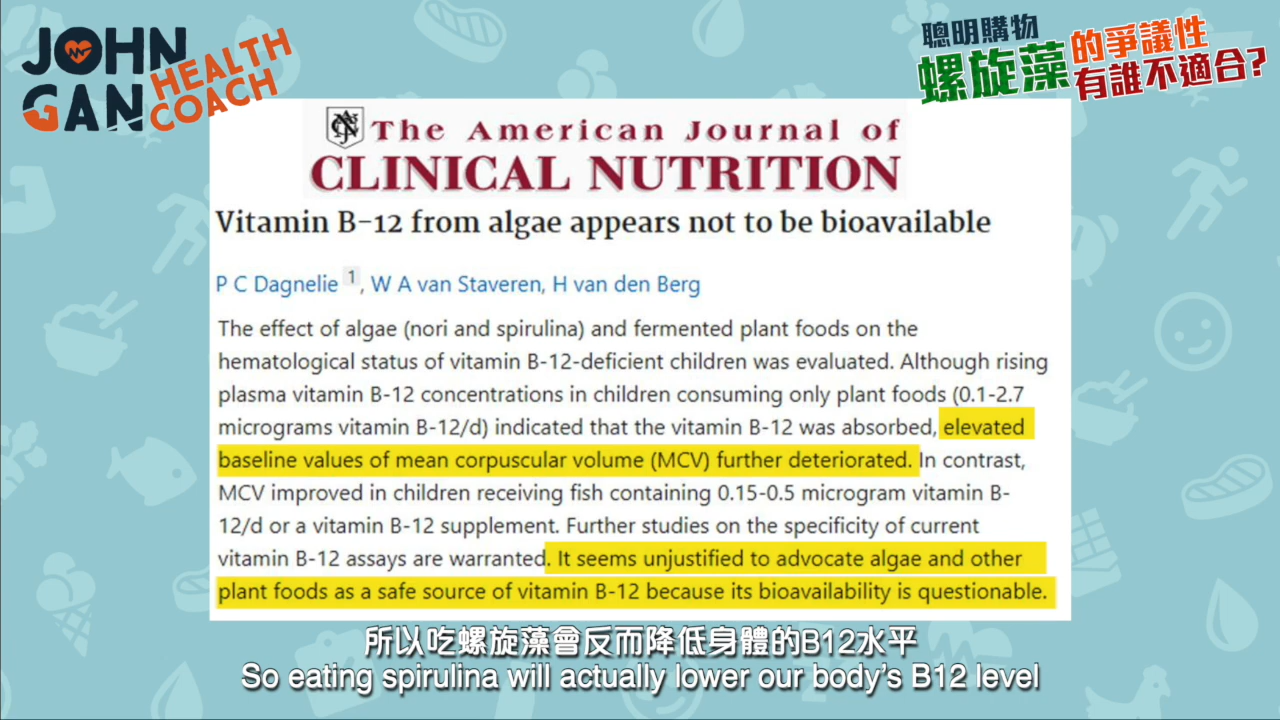 JOHN
GAN
HEALTH
COACH
聰明購物
螺旋藻的爭議性
有誰不適合?
The American Journal of
CLINICAL NUTRITION
Vitamin B-12 from algae appears not to be bioavailable
P C Dagnelie 1, W A van Staveren, H van den Berg
The effect of algae (nori and spirulina) and fermented plant foods on the
hematological status of vitamin B-12-deficient children was evaluated. Although rising
plasma vitamin B-12 concentrations in children consuming only plant foods (0.1-2.7
micrograms vitamin B-12/d) indicated that the vitamin B-12 was absorbed, elevated
baseline values of mean corpuscular volume (MCV) further deteriorated. In contrast,
MCV improved in children receiving fish containing 0.15-0.5 microgram vitamin B-
12/d or a vitamin B-12 supplement. Further studies on the specificity of current
vitamin B-12 assays are warranted. It seems unjustified to advocate algae and other
plant foods as a safe source of vitamin B-12 because its bioavailability is questionable.
所以吃螺旋藻會反而降低身體的B12水平
So eating spirulina will actually lower our body's B12 level